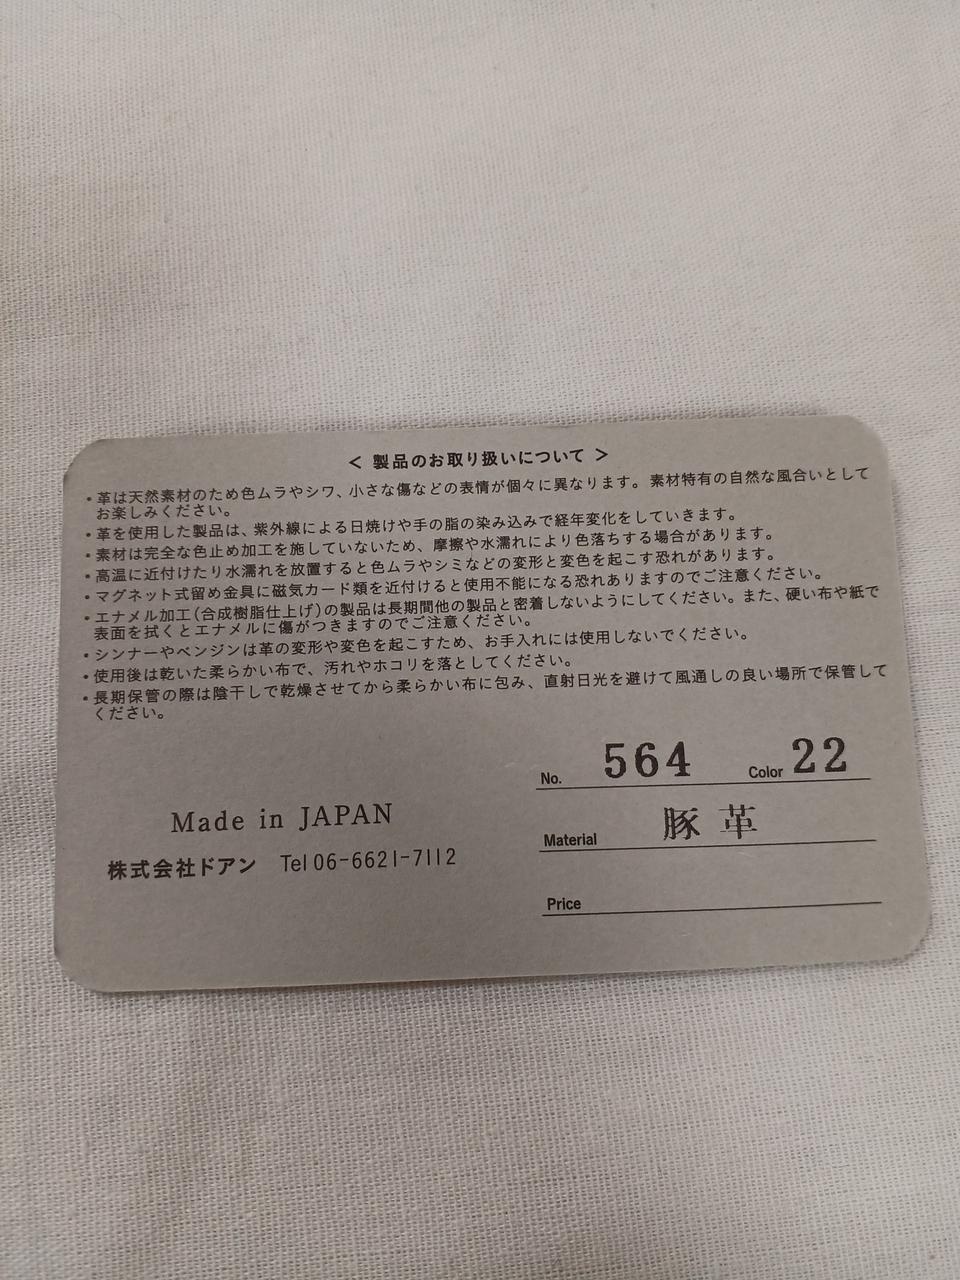 ＜ 製品のお取り扱いについて ＞
・革は天然素材のため色ムラやシワ、小さな傷などの表情が個々に異なります。素材特有の自然な風合いとして
お楽しみください。
・革を使用した製品は、紫外線による日焼けや手の脂の染み込みで経年変化をしていきます。
・素材は完全な色止め加工を施していないため、摩擦や水濡れにより色落ちする場合があります。
・高温に近付けたり水濡れを放置すると色ムラやシミなどの変形と変色を起こす恐れがあります。
・マグネット式留め金具に磁気カード類を近付けると使用不能になる恐れありますのでご注意ください。
・エナメル加工（合成樹脂仕上げ）の製品は長期間他の製品と密着しないようにしてください。また、硬い布や紙で
表面を拭くとエナメルに傷がつきますのでご注意ください。
・シンナーやベンジンは革の変形や変色を起こすため、お手入れには使用しないでください。
・使用後は乾いた柔らかい布で、汚れやホコリを落としてください。
・長期保管の際は陰干しで乾燥させてから柔らかい布に包み、直射日光を避けて風通しの良い場所で保管して
ください。
No. 564 Color 22
Made in JAPAN
Material 豚革
株式会社ドアン Tel 06-6621-7112
Price